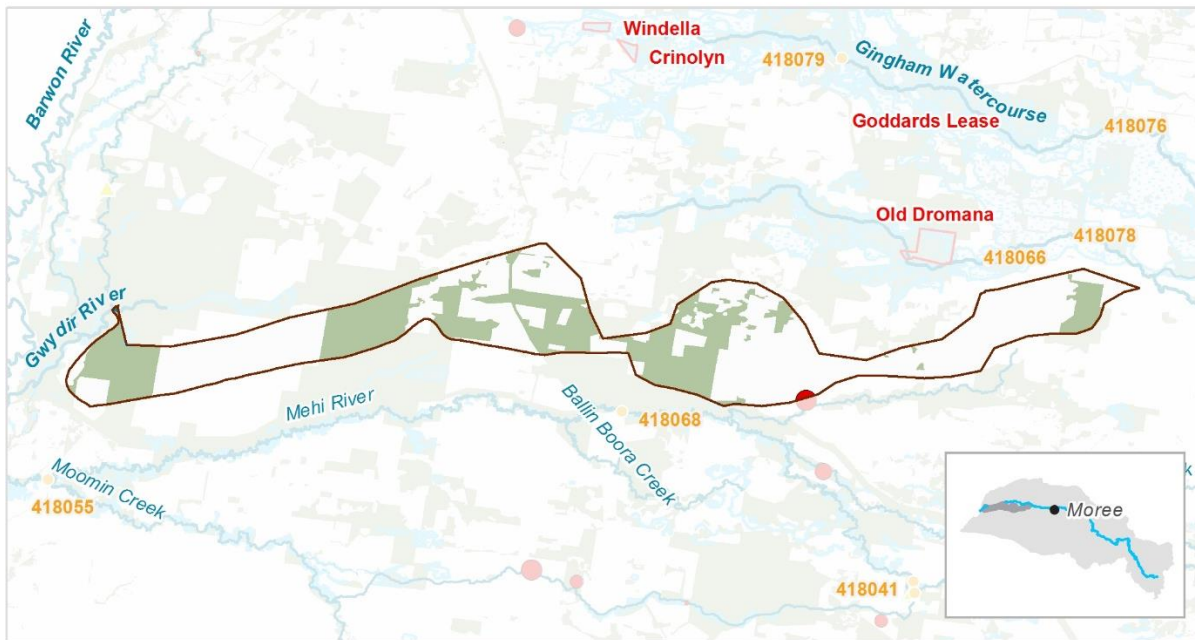 Windella
Crinolyn
418079
Gingham Watercourse
Barwon River
Goddards Lease
418076
Old Dromana
418078
418066
Gwydir River
Mehi River
Ballin Boora Creek
418068
Moomin Creek
418055
k
Moree
418041